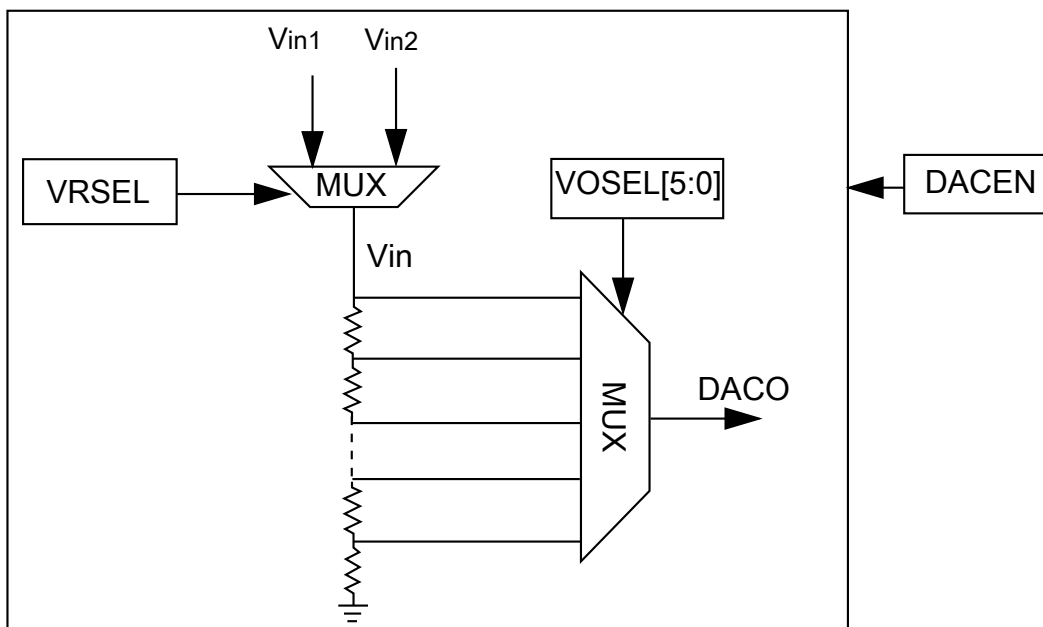 Vin1
Vin2
VRSEL
MUX
VOSEL[5:0]
DACEN
Vin
MUX
DACO